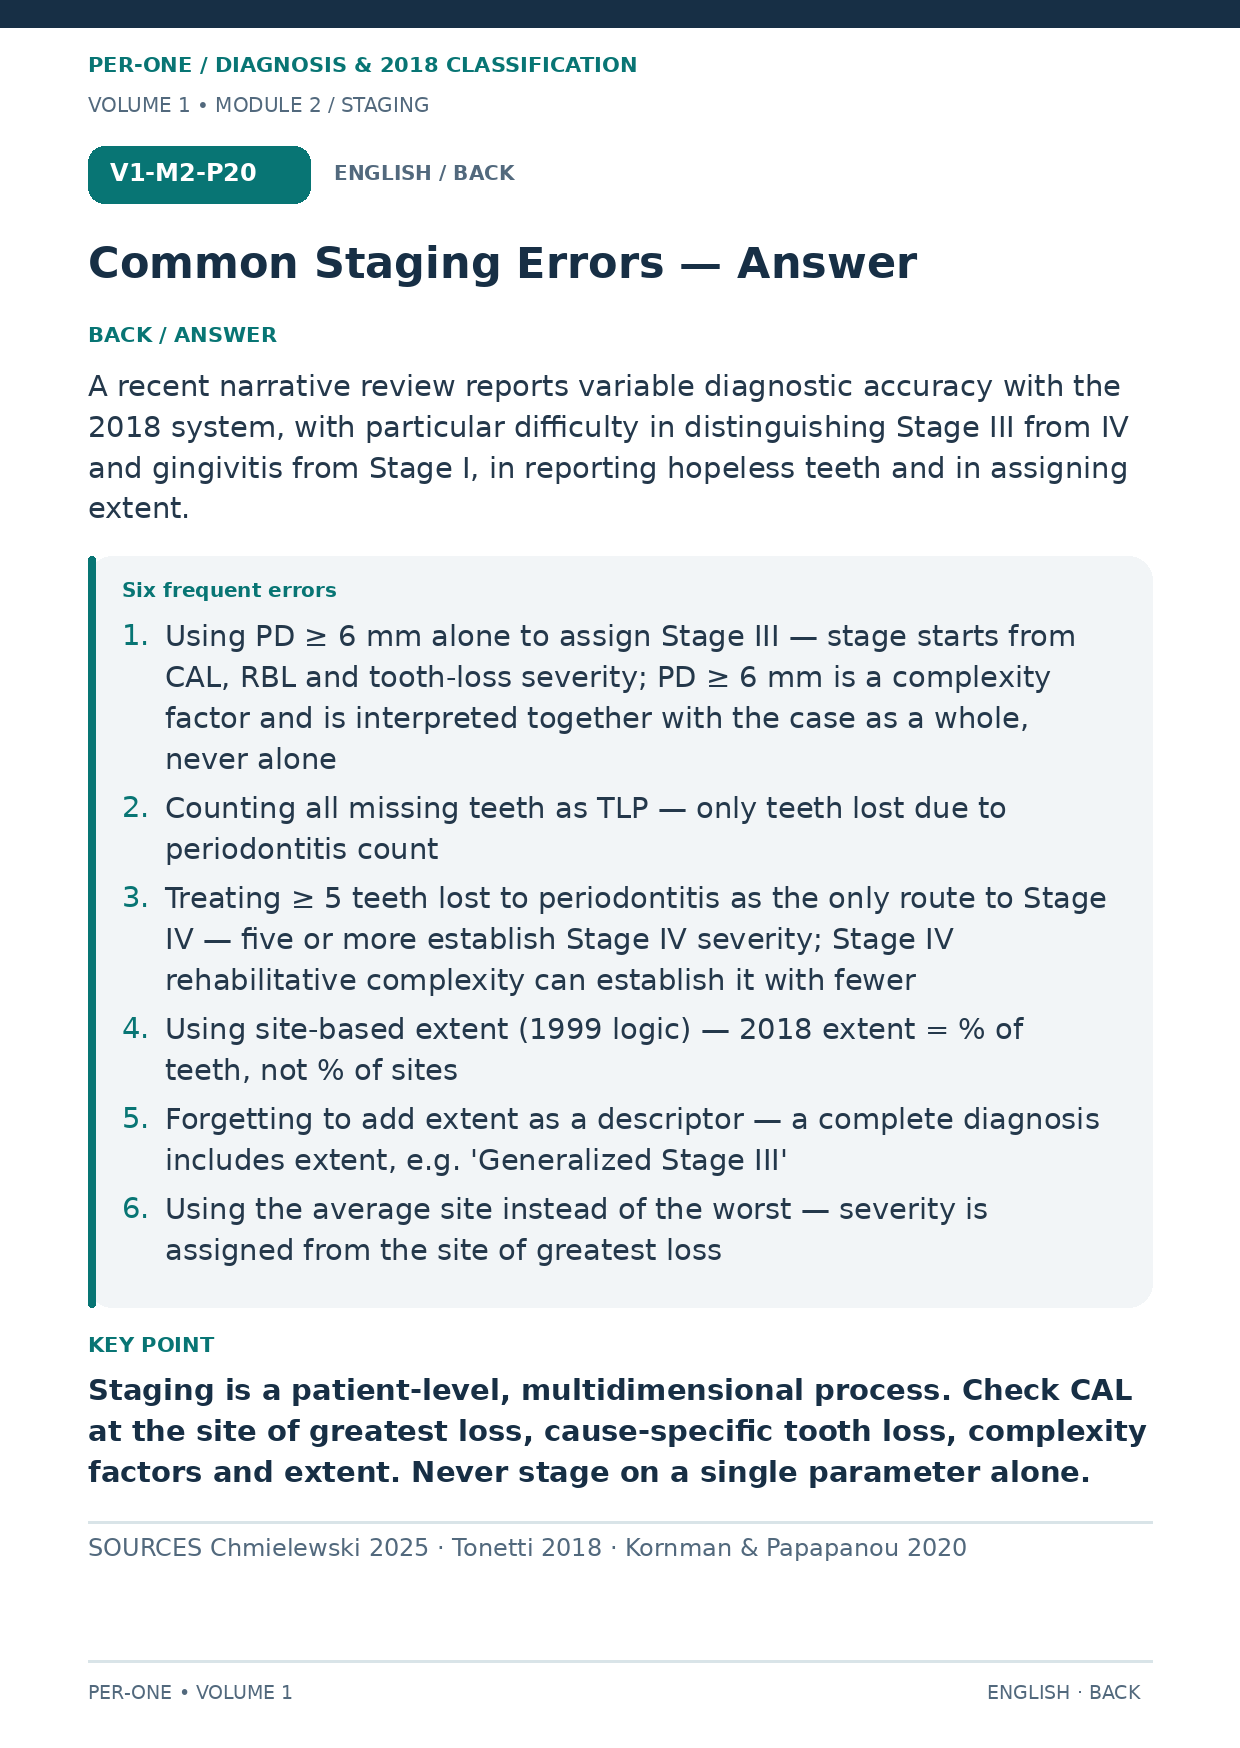 PER-ONE / DIAGNOSIS & 2018 CLASSIFICATION
VOLUME 1 • MODULE 2 / STAGING
V1-M2-P20
ENGLISH / BACK
Common Staging Errors — Answer
BACK / ANSWER
A recent narrative review reports variable diagnostic accuracy with the
2018 system, with particular difficulty in distinguishing Stage III from IV
and gingivitis from Stage I, in reporting hopeless teeth and in assigning
extent.
Six frequent errors
1. Using PD ≥ 6 mm alone to assign Stage III — stage starts from
CAL, RBL and tooth-loss severity; PD ≥ 6 mm is a complexity
factor and is interpreted together with the case as a whole,
never alone
2. Counting all missing teeth as TLP — only teeth lost due to
periodontitis count
3. Treating ≥ 5 teeth lost to periodontitis as the only route to Stage
IV — five or more establish Stage IV severity; Stage IV
rehabilitative complexity can establish it with fewer
4. Using site-based extent (1999 logic) — 2018 extent = % of
teeth, not % of sites
5. Forgetting to add extent as a descriptor — a complete diagnosis
includes extent, e.g. 'Generalized Stage III'
6. Using the average site instead of the worst — severity is
assigned from the site of greatest loss
KEY POINT
Staging is a patient-level, multidimensional process. Check CAL
at the site of greatest loss, cause-specific tooth loss, complexity
factors and extent. Never stage on a single parameter alone.
SOURCES Chmielewski 2025 · Tonetti 2018 · Kornman & Papapanou 2020
PER-ONE • VOLUME 1
ENGLISH · BACK